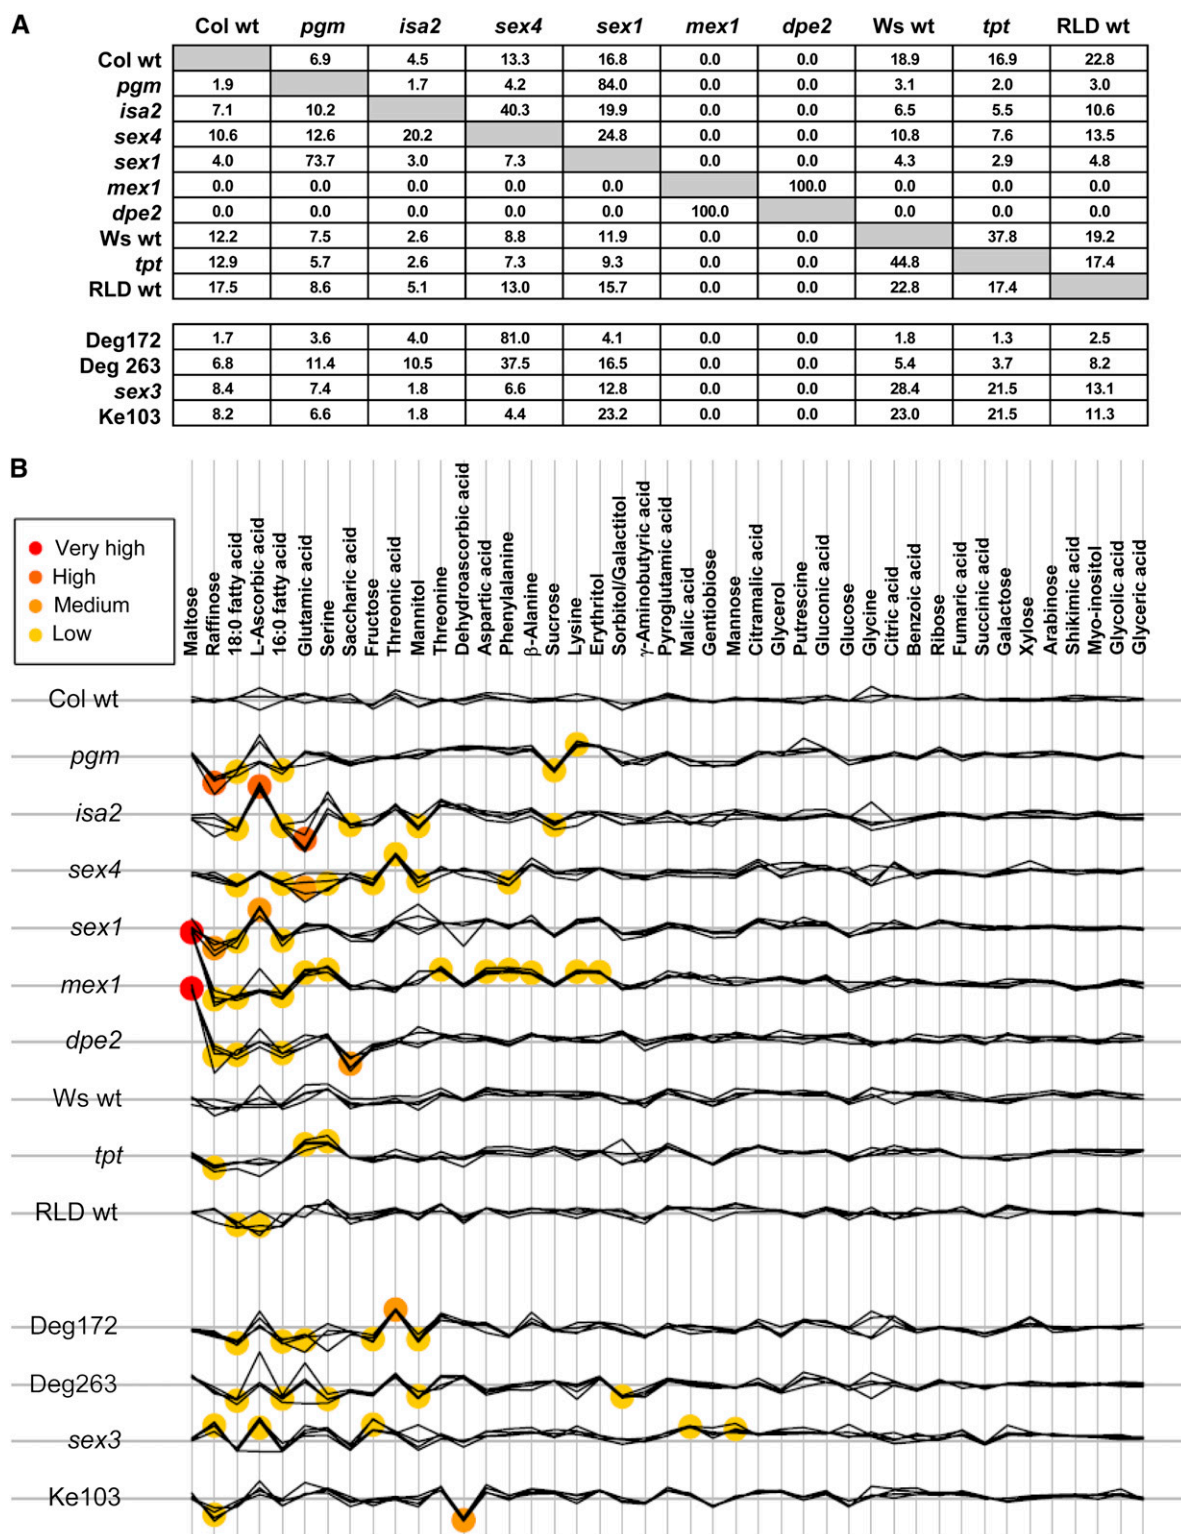 A
Col wt pgm isa2 sex4 sex1 mex1 dpe2 Ws wt tpt RLD wt
Col wt 6.9 4.5 13.3 16.8 0.0 0.0 18.9 16.9 22.8
pgm 1.9 1.7 4.2 84.0 0.0 0.0 3.1 2.0 3.0
isa2 7.1 10.2 40.3 19.9 0.0 0.0 6.5 5.5 10.6
sex4 10.6 12.6 20.2 24.8 0.0 0.0 10.8 7.6 13.5
sex1 4.0 73.7 3.0 7.3 0.0 0.0 4.3 2.9 4.8
mex1 0.0 0.0 0.0 0.0 0.0 100.0 0.0 0.0 0.0
dpe2 0.0 0.0 0.0 0.0 0.0 100.0 0.0 0.0 0.0
Ws wt 12.2 7.5 2.6 8.8 11.9 0.0 0.0 37.8 19.2
tpt 12.9 5.7 2.6 7.3 9.3 0.0 0.0 44.8 17.4
RLD wt 17.5 8.6 5.1 13.0 15.7 0.0 0.0 22.8 17.4
Deg172 1.7 3.6 4.0 81.0 4.1 0.0 0.0 1.8 1.3 2.5
Deg 263 6.8 11.4 10.5 37.5 16.5 0.0 0.0 5.4 3.7 8.2
sex3 8.4 7.4 1.8 6.6 12.8 0.0 0.0 28.4 21.5 13.1
Ke103 8.2 6.6 1.8 4.4 23.2 0.0 0.0 23.0 21.5 11.3
B
Very high
High
Medium
Low
Maltose
Raffinose
18:0 fatty acid
L-Ascorbic acid
16:0 fatty acid
Glutamic acid
Serine
Saccharic acid
Fructose
Threonic acid
Mannitol
Threonine
Dehydroascorbic acid
Aspartic acid
Phenylalanine
β-Alanine
Sucrose
Lysine
Erythritol
Sorbitol/Galactitol
γ-Aminobutyric acid
Pyroglutamic acid
Malic acid
Gentiobiose
Mannose
Citramalic acid
Glycerol
Putrescine
Gluconic acid
Glucose
Glycine
Citric acid
Benzoic acid
Ribose
Fumaric acid
Succinic acid
Galactose
Xylose
Arabinose
Shikimic acid
Myo-inositol
Glycolic acid
Glyceric acid
Col wt
pgm
isa2
sex4
sex1
mex1
dpe2
Ws wt
tpt
RLD wt
Deg172
Deg263
sex3
Ke103